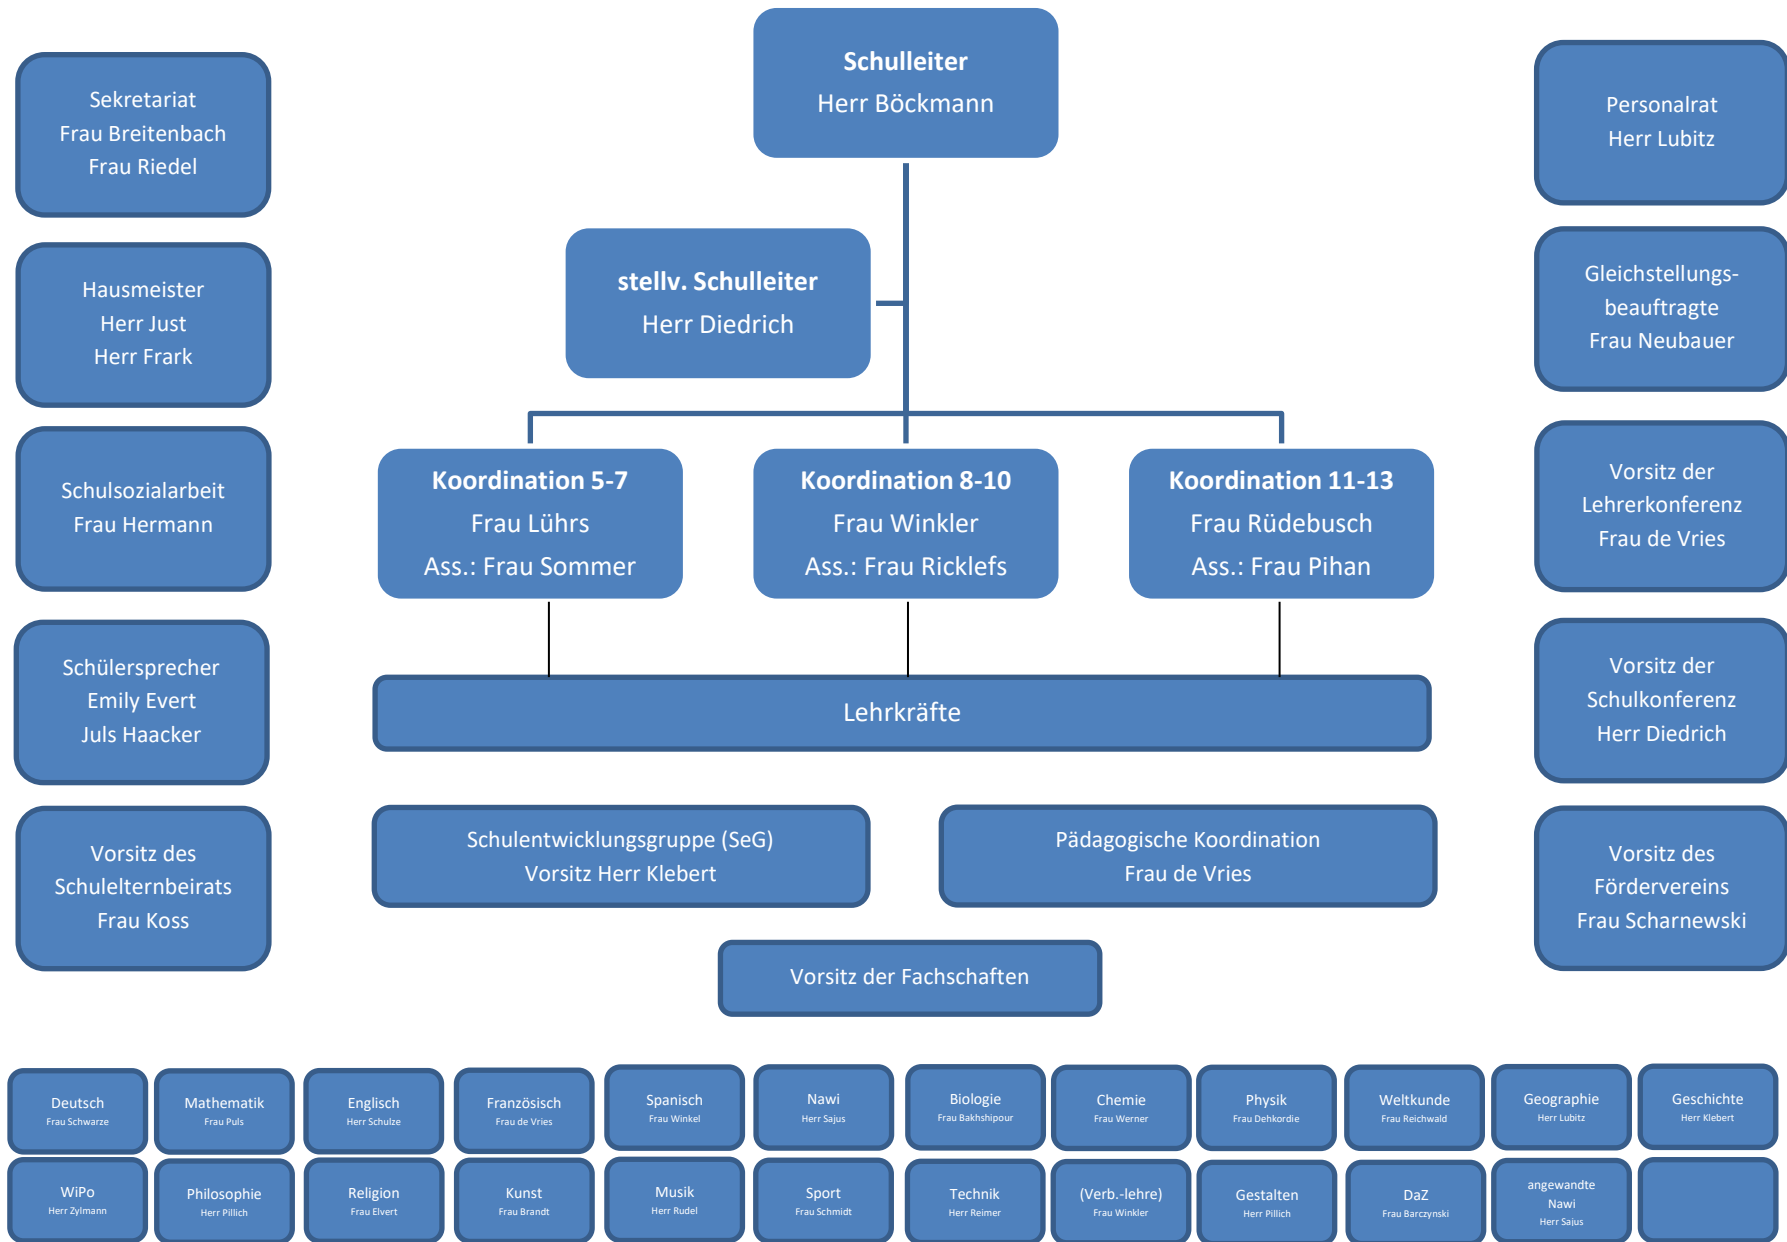 Schulleiter
Herr Böckmann
Sekretariat
Frau Breitenbach
Frau Riedel
Personalrat
Herr Lubitz
stellv. Schulleiter
Herr Diedrich
Hausmeister
Herr Just
Herr Frark
Gleichstellungs-
beauftragte
Frau Neubauer
Schulsozialarbeit
Frau Hermann
Koordination 5-7
Frau Lührs
Ass.: Frau Sommer
Koordination 8-10
Frau Winkler
Ass.: Frau Ricklefs
Koordination 11-13
Frau Rüdebusch
Ass.: Frau Pihan
Vorsitz der
Lehrerkonferenz
Frau de Vries
Schülersprecher
Emily Evert
Juls Haacker
Lehrkräfte
Vorsitz der
Schulkonferenz
Herr Diedrich
Vorsitz des
Schulelternbeirats
Frau Koss
Schulentwicklungsgruppe (SeG)
Vorsitz Herr Klebert
Pädagogische Koordination
Frau de Vries
Vorsitz des
Fördervereins
Frau Scharnewski
Vorsitz der Fachschaften
Deutsch
Frau Schwarze
Mathematik
Frau Puls
Englisch
Herr Schulze
Französisch
Frau de Vries
Spanisch
Frau Winkel
Nawi
Herr Sajus
Biologie
Frau Bakhshipour
Chemie
Frau Werner
Physik
Frau Dehkordie
Weltkunde
Frau Reichwald
Geographie
Herr Lubitz
Geschichte
Herr Klebert
WiPo
Herr Zylmann
Philosophie
Herr Pillich
Religion
Frau Elvert
Kunst
Frau Brandt
Musik
Herr Rudel
Sport
Frau Schmidt
Technik
Herr Reimer
(Verb.-lehre)
Frau Winkler
Gestalten
Herr Pillich
DaZ
Frau Barczynski
angewandte
Nawi
Herr Sajus